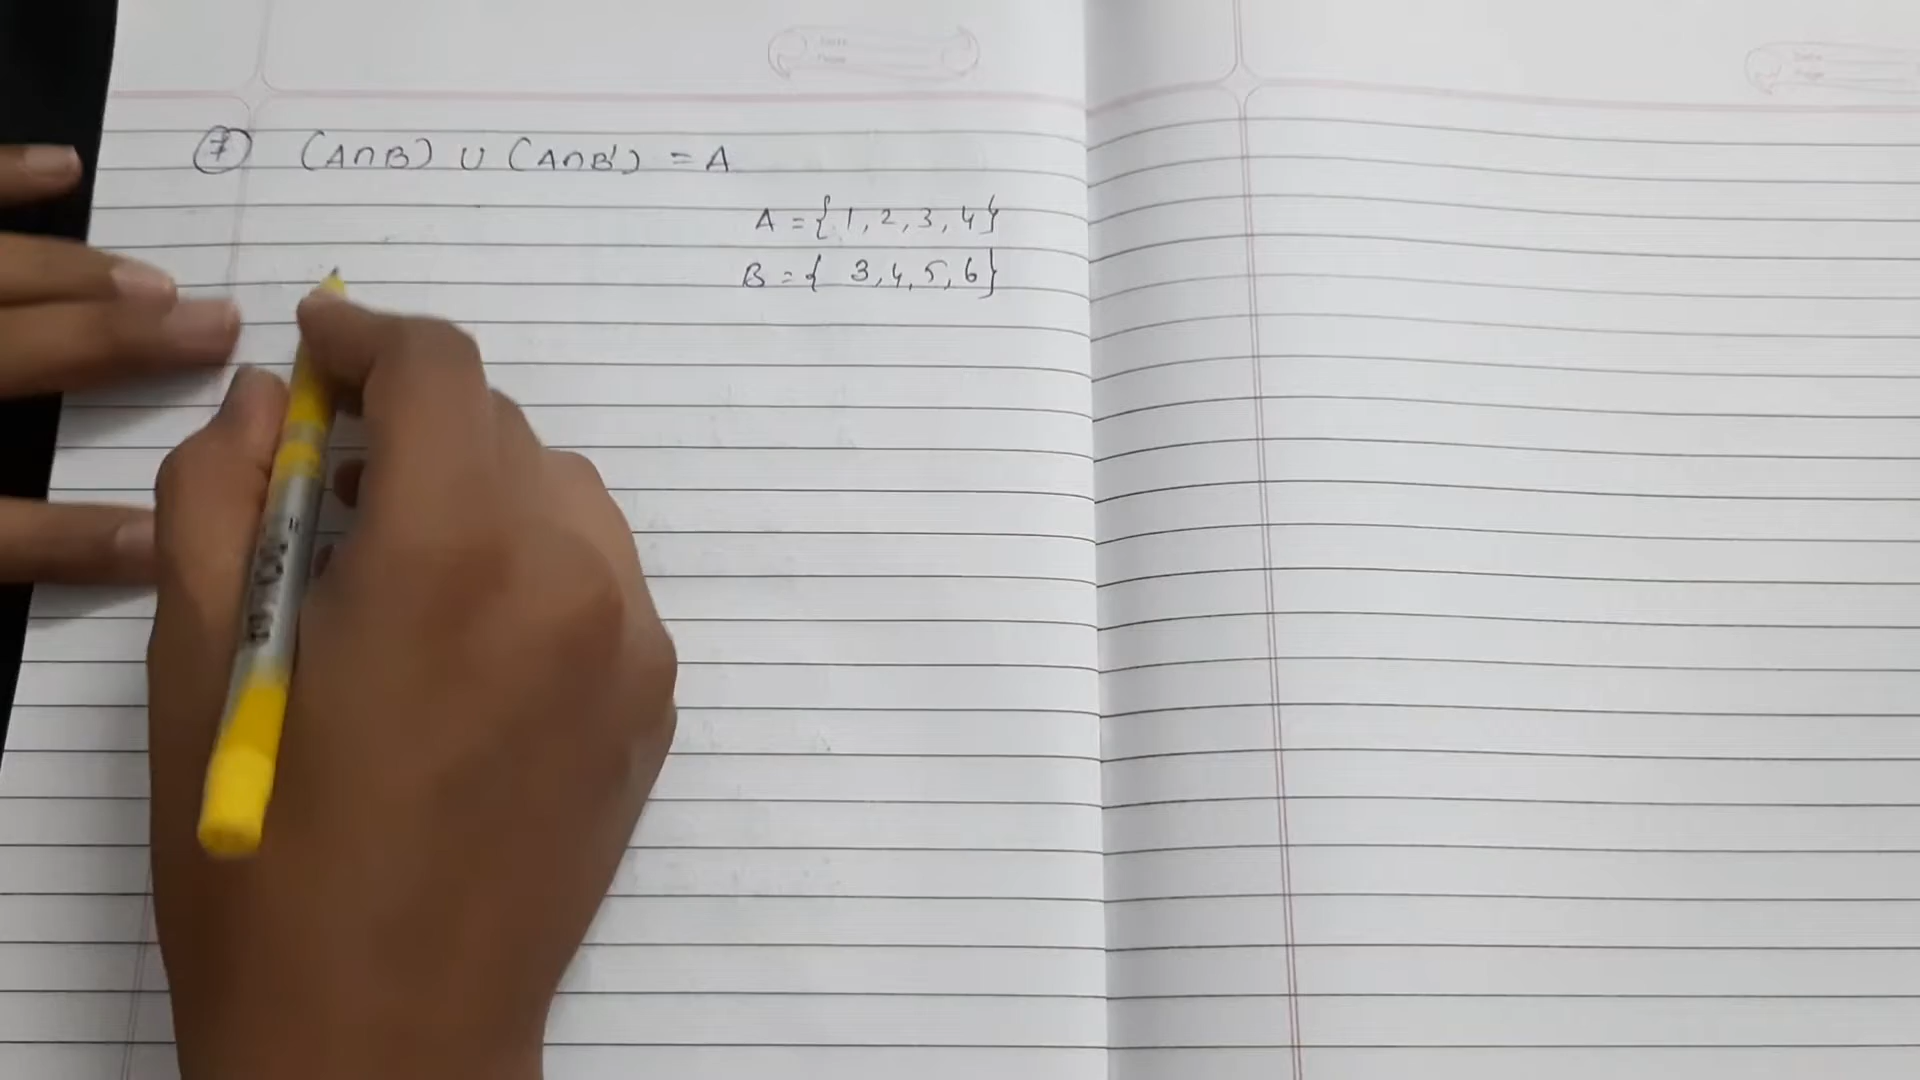 ⑦ (A∩B) ∪ (A∩B') = A
A = { 1, 2, 3, 4}
B = { 3, 4, 5, 6}